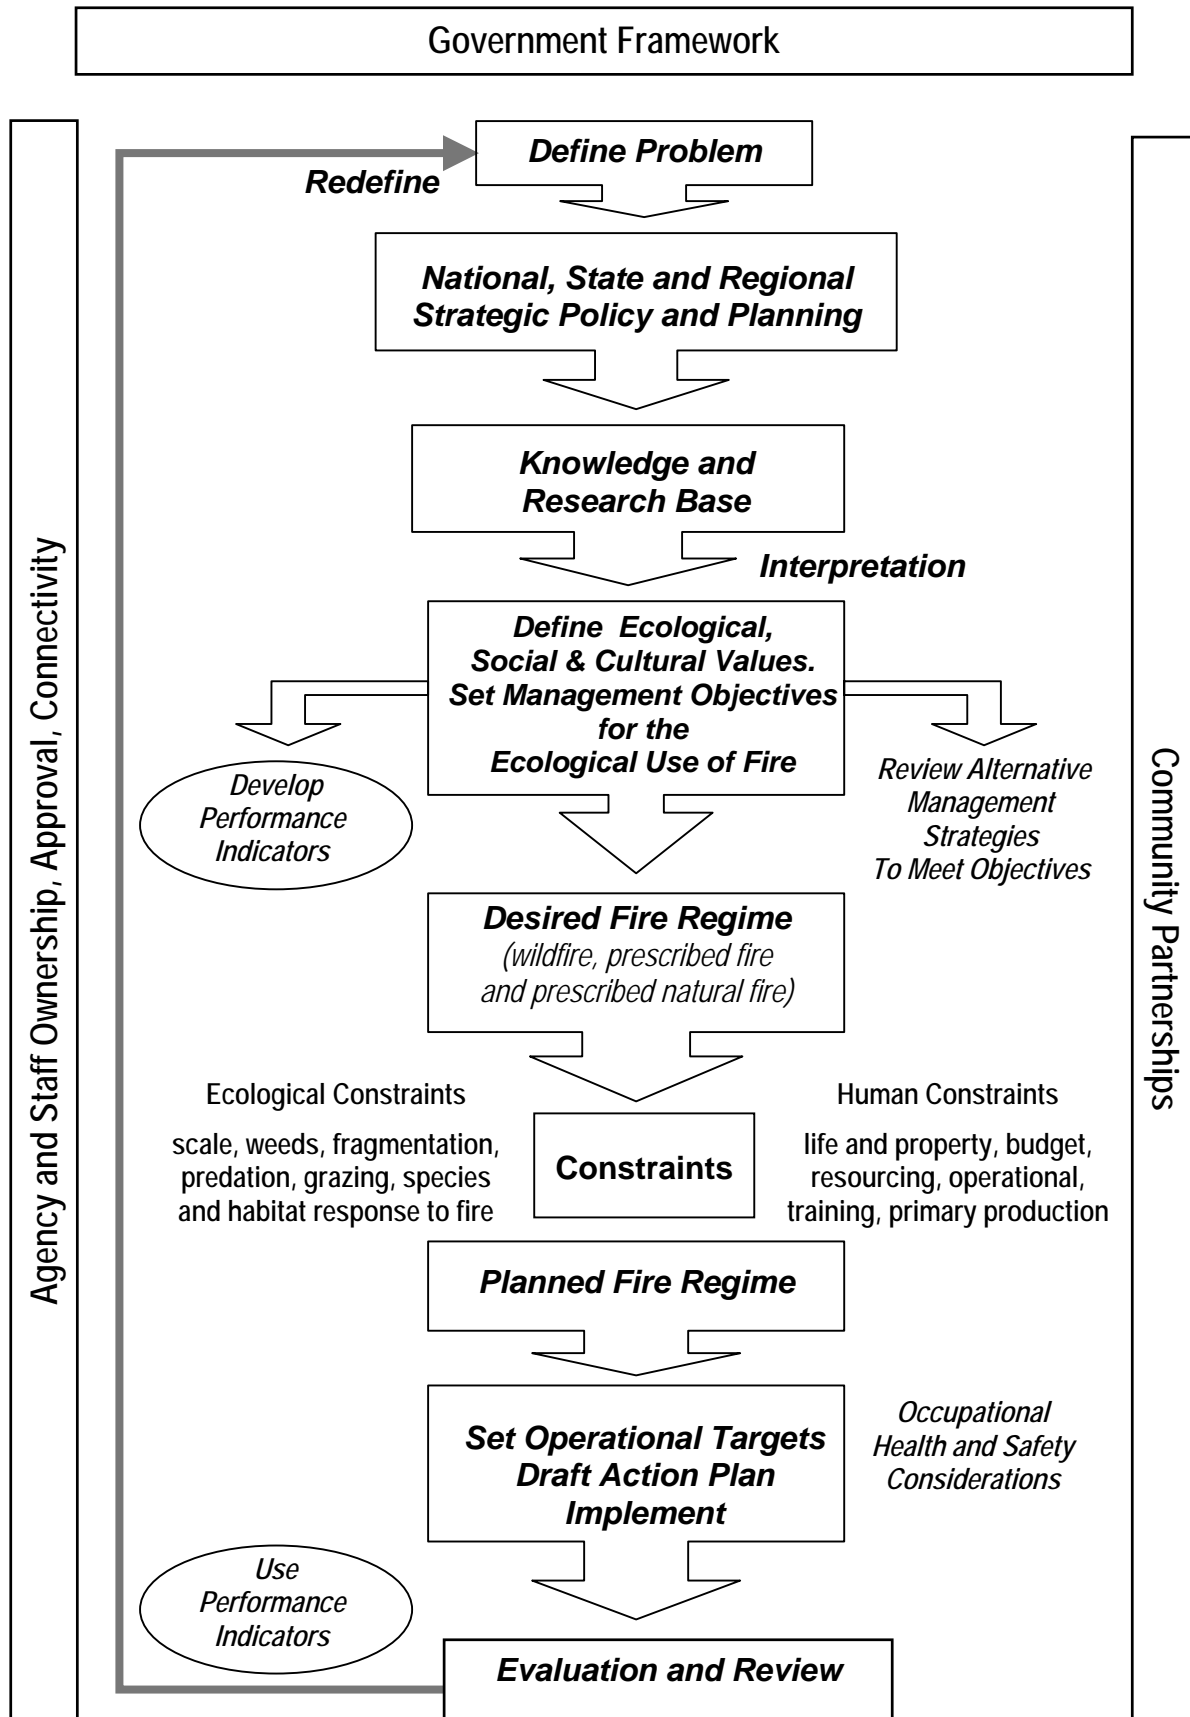 Government Framework
Define Problem
Redefine
National, State and Regional
Strategic Policy and Planning
Knowledge and
Research Base
Interpretation
Define Ecological,
Social & Cultural Values.
Set Management Objectives
for the
Ecological Use of Fire
Develop
Performance
Indicators
Review Alternative
Management
Strategies
To Meet Objectives
Desired Fire Regime
(wildfire, prescribed fire
and prescribed natural fire)
Ecological Constraints
scale, weeds, fragmentation,
predation, grazing, species
and habitat response to fire
Constraints
Human Constraints
life and property, budget,
resourcing, operational,
training, primary production
Planned Fire Regime
Set Operational Targets
Draft Action Plan
Implement
Occupational
Health and Safety
Considerations
Use
Performance
Indicators
Evaluation and Review
Agency and Staff Ownership, Approval, Connectivity
Community Partnerships